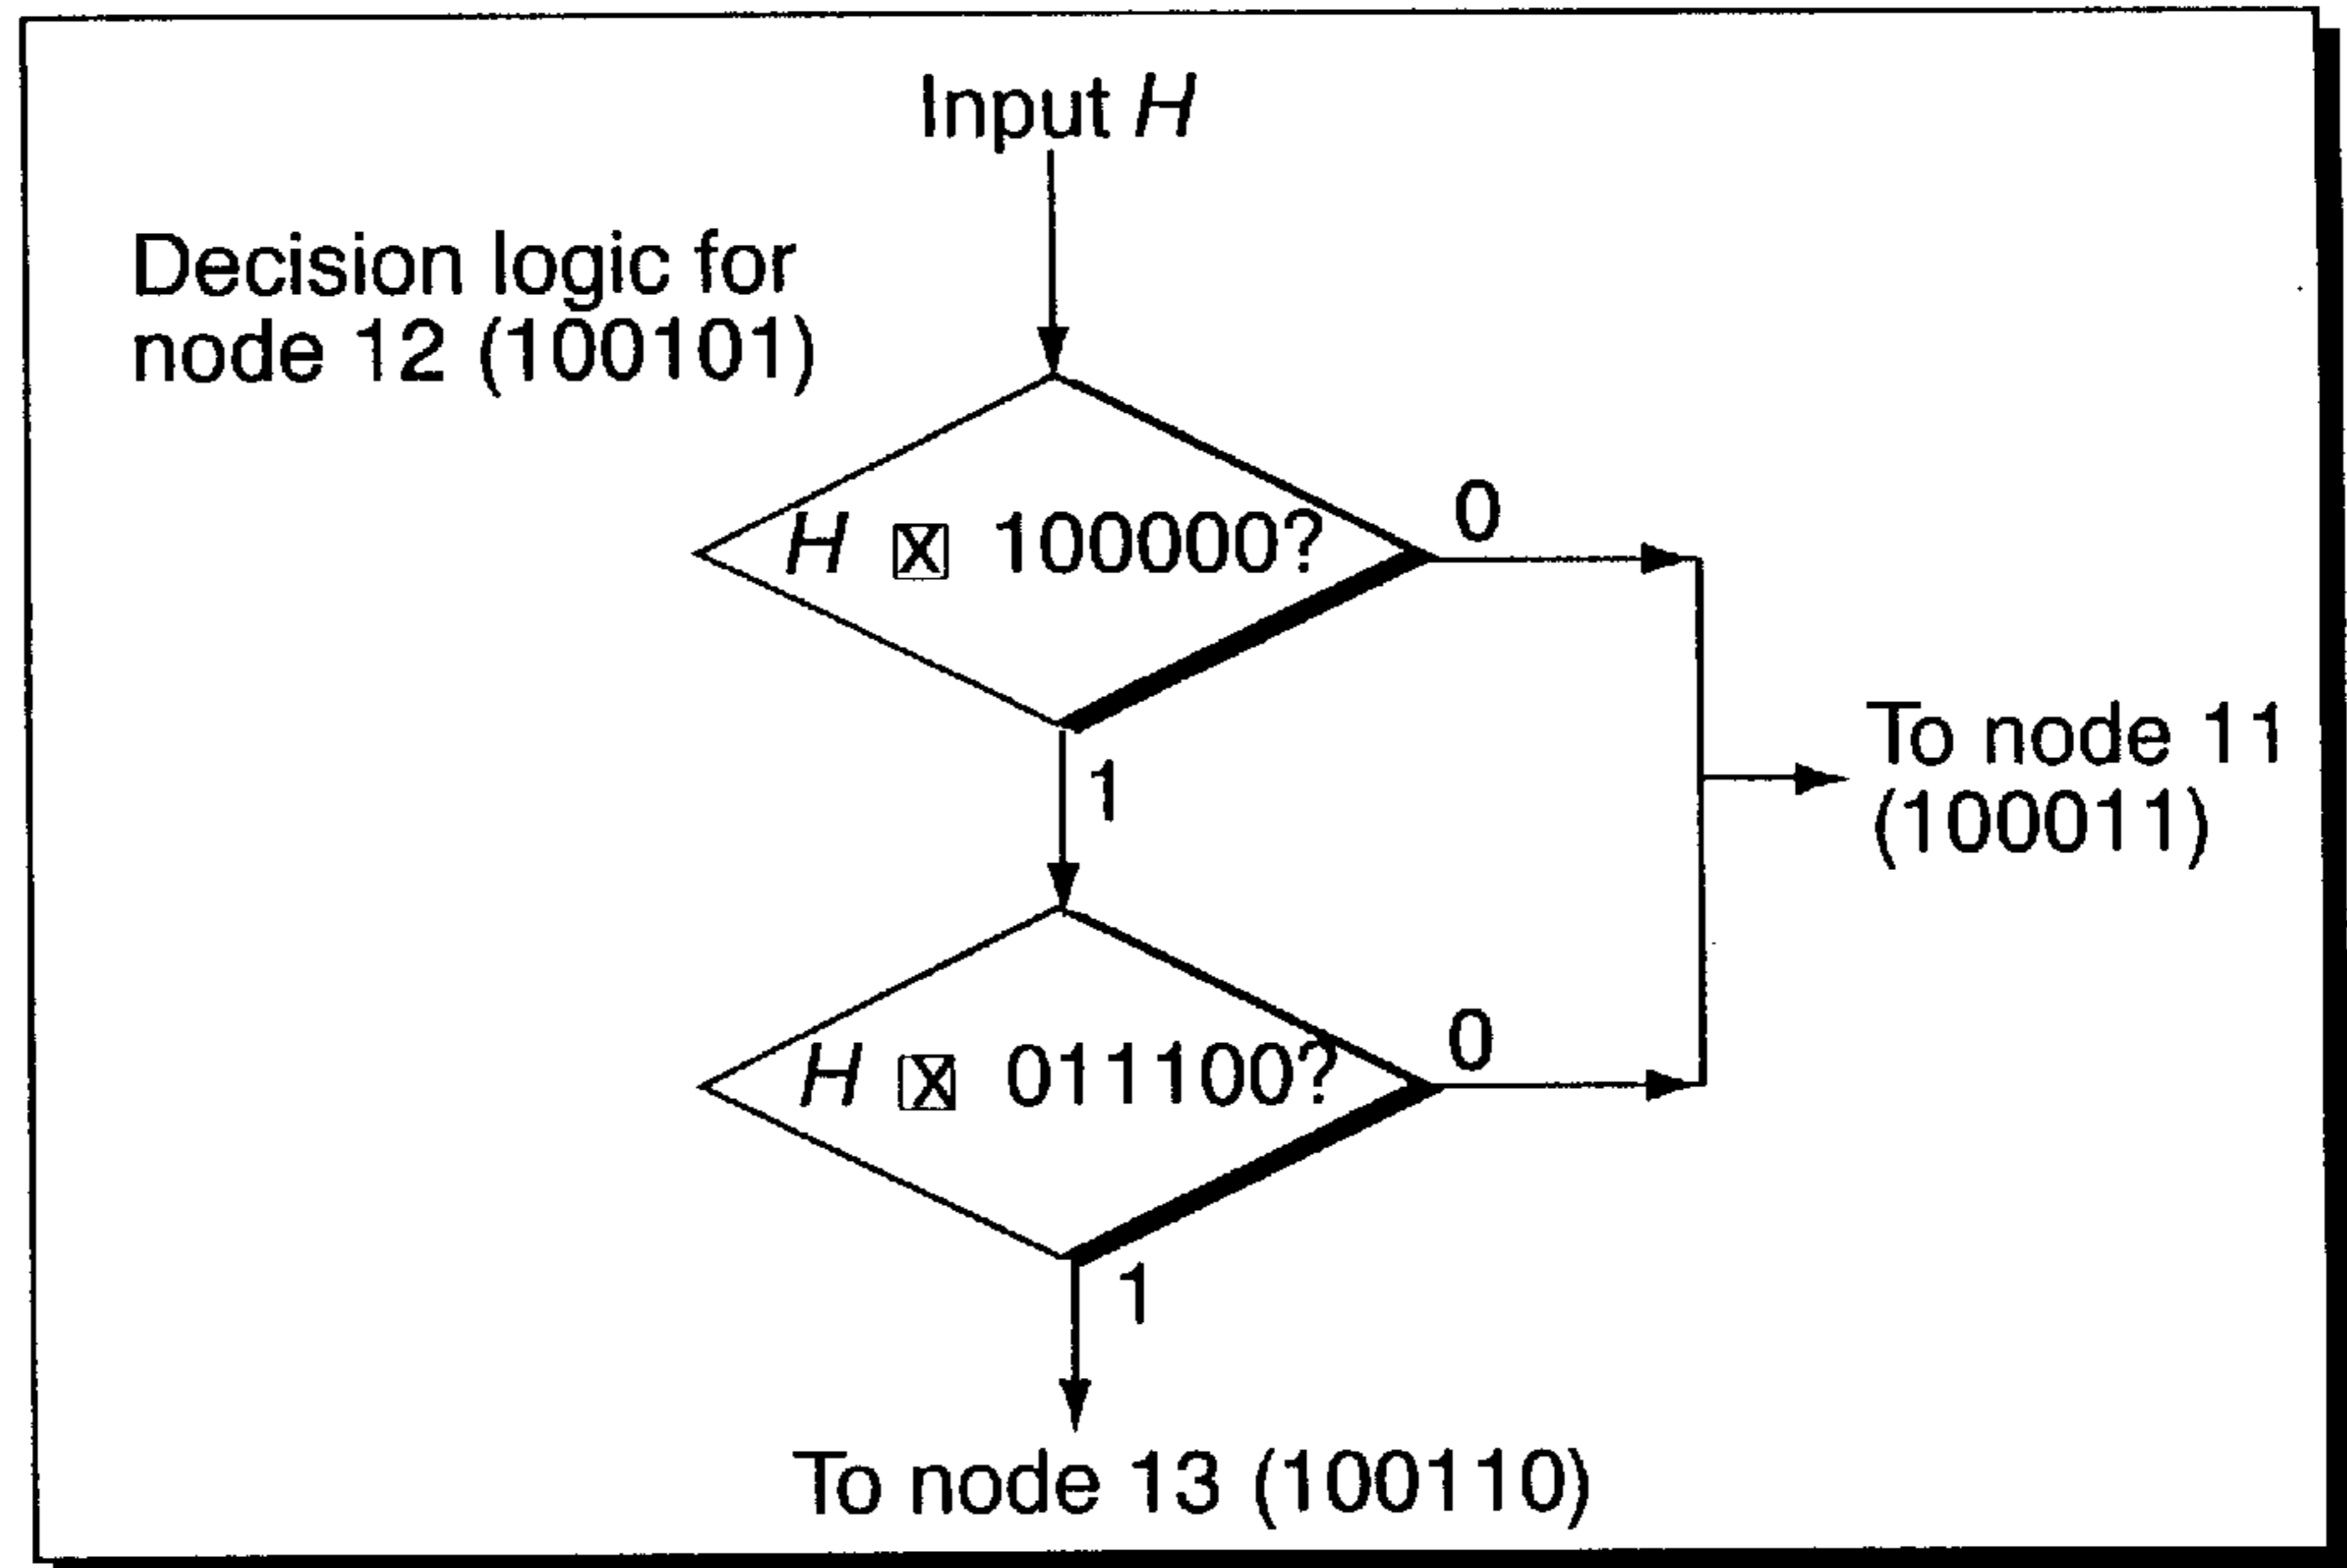 Input H
Decision logic for
node 12 (100101)
H ☒ 100000?
0
1
To node 11
(100011)
H ☒ 011100?
0
1
To node 13 (100110)